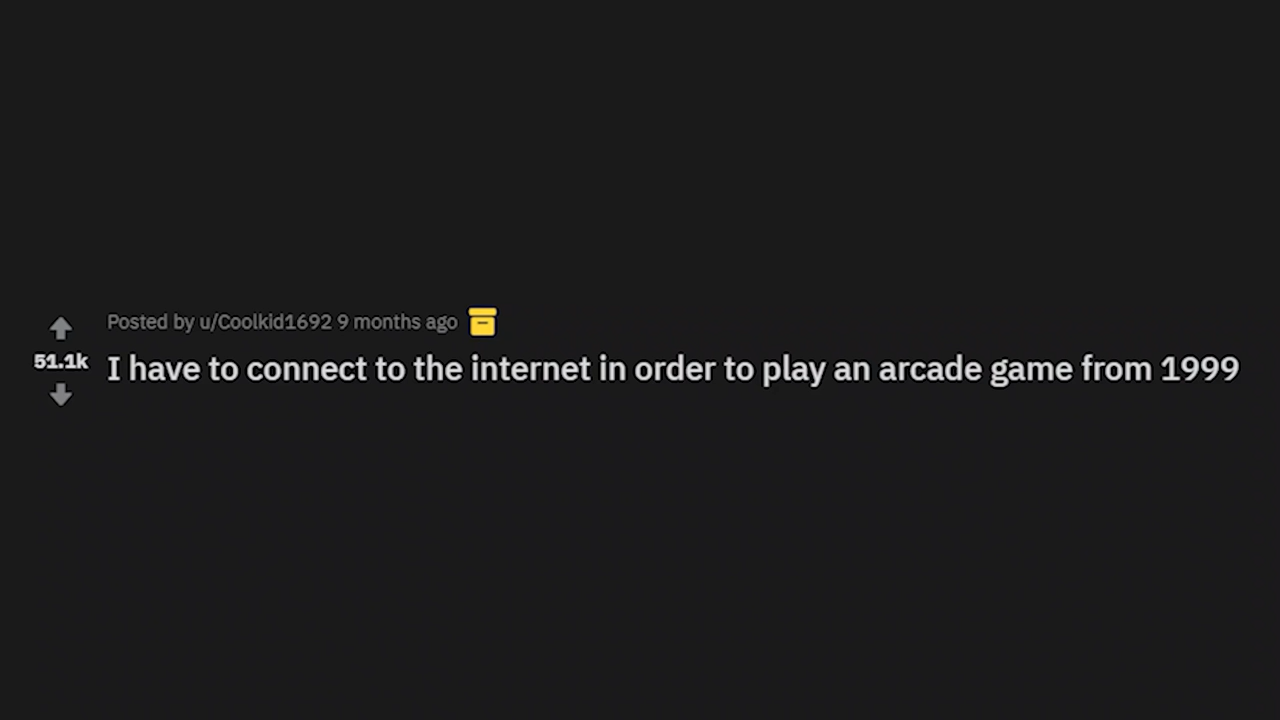 Posted by u/Coolkid1692 9 months ago
51.1k
I have to connect to the internet in order to play an arcade game from 1999